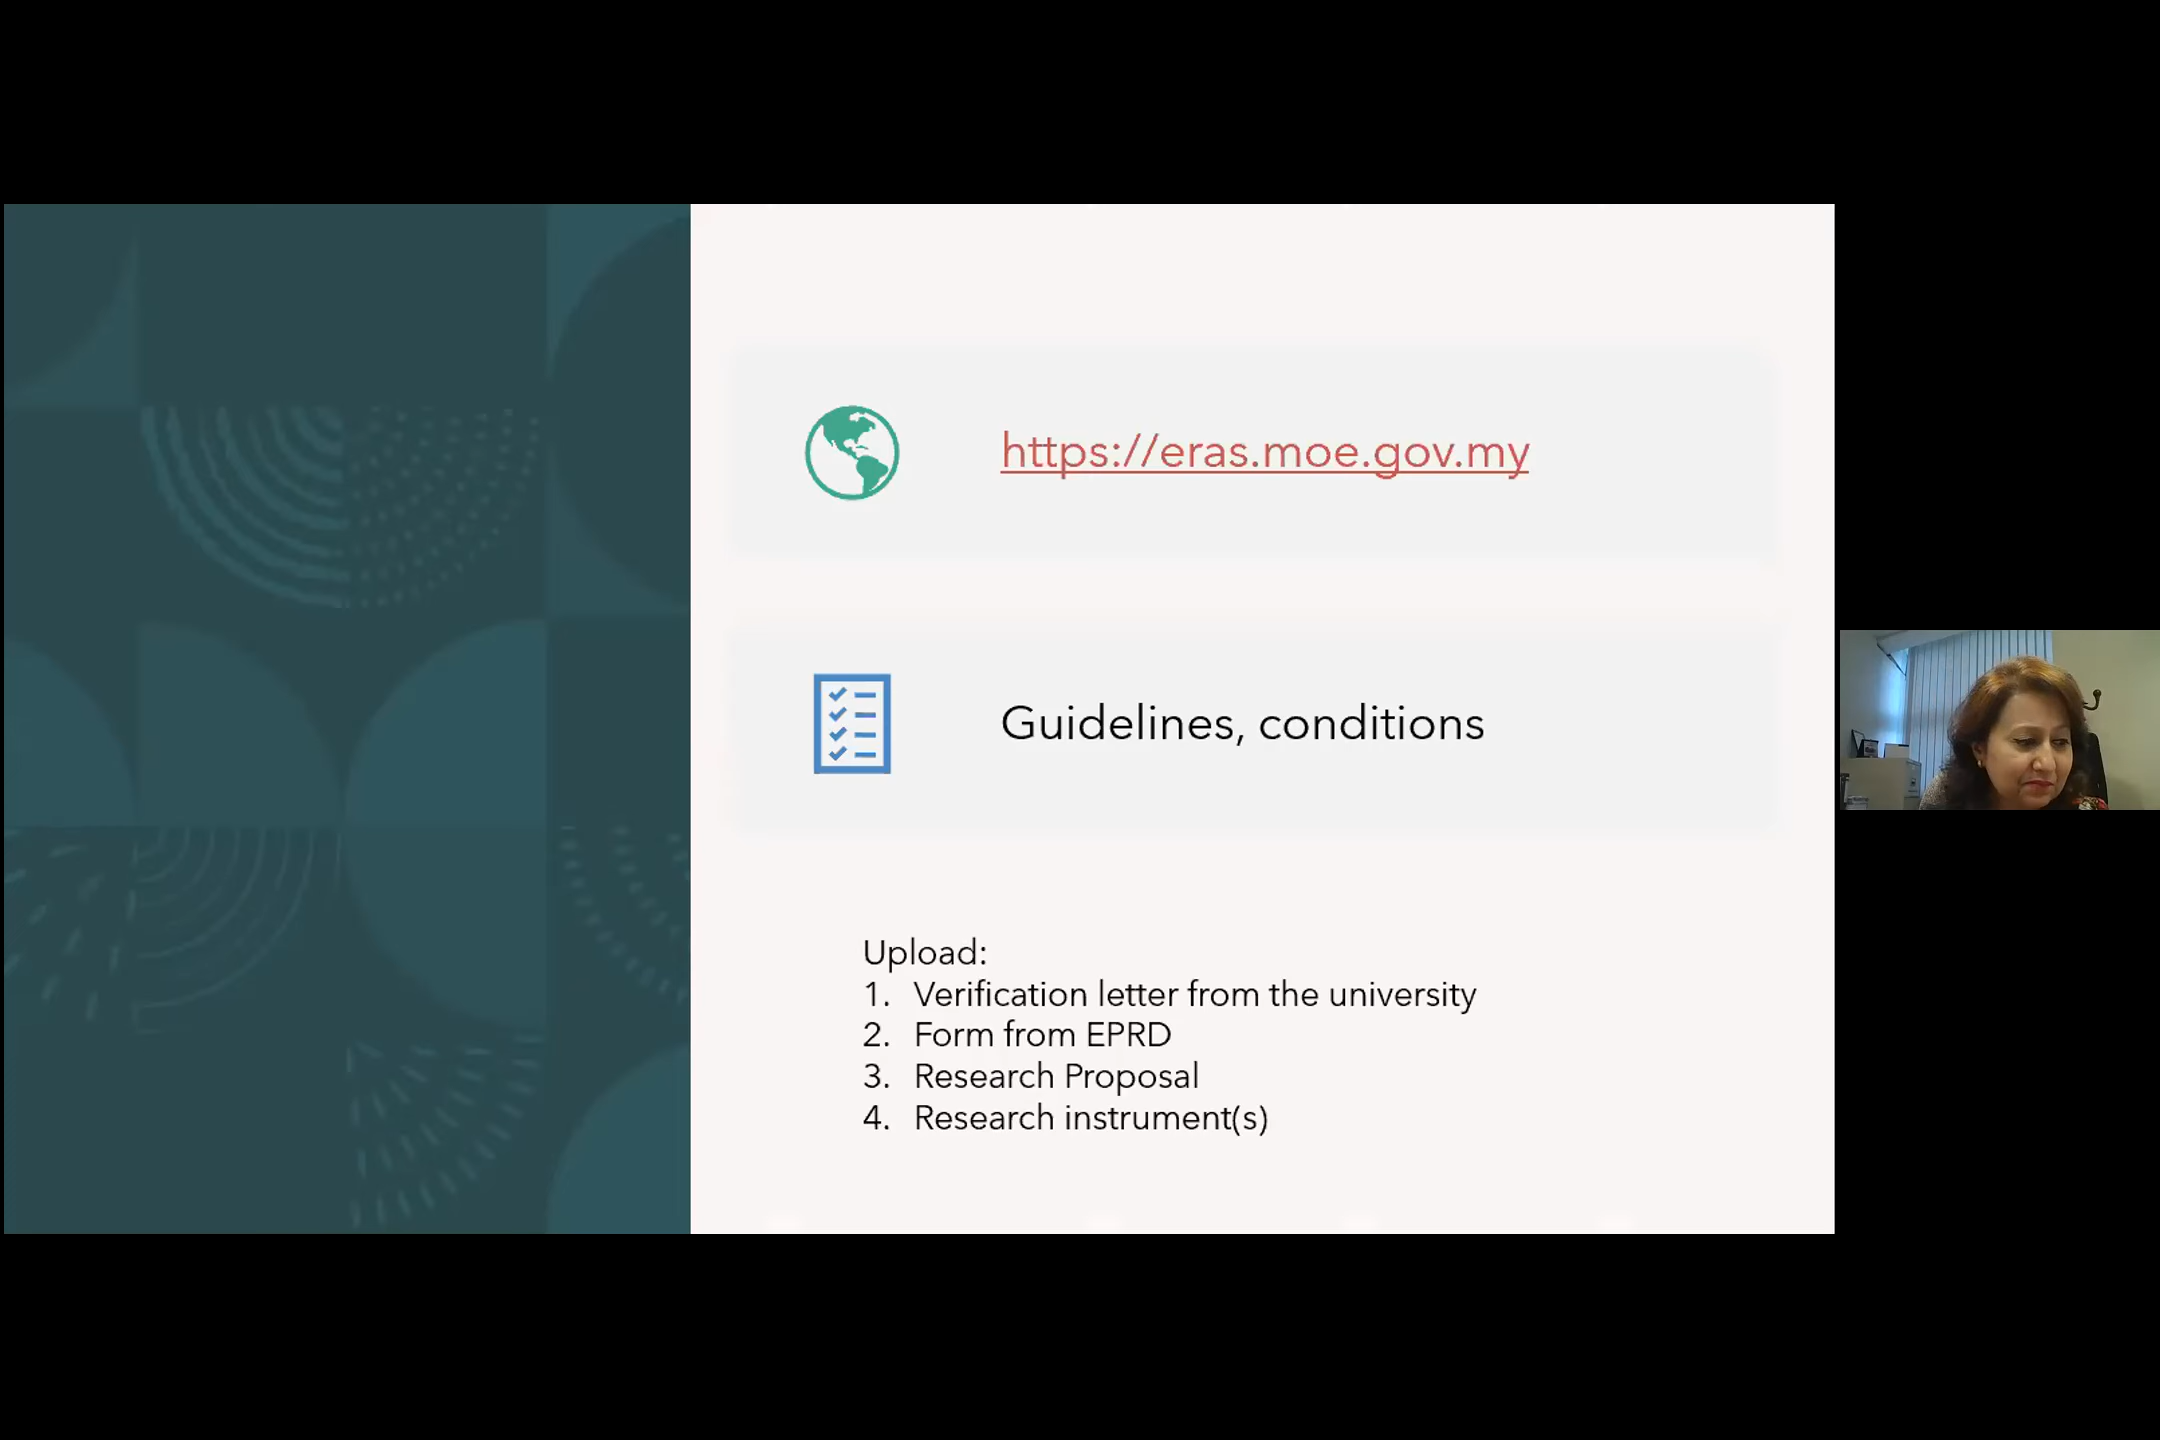 https://eras.moe.gov.my
Guidelines, conditions
Upload:
1. Verification letter from the university
2. Form from EPRD
3. Research Proposal
4. Research instrument(s)